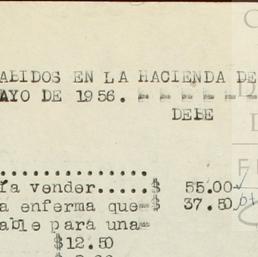 ABIDOS EN LA HACIENDA DE
AYO DE 1956. - - - - - -
DEBE
ía vender.....$ 55.00
a enferma que-$ 37.50
able para una-
$12.50